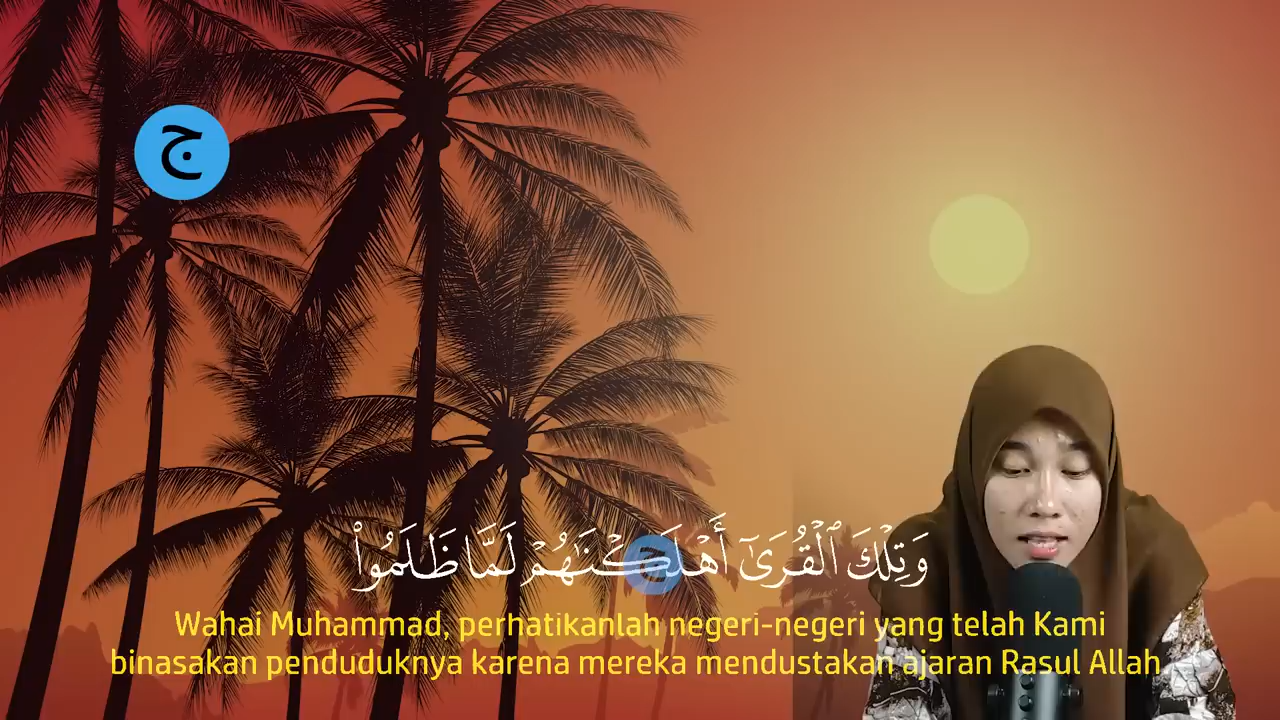 ج
وَتِلْكَ ٱلْقُرَىٰٓ أَهْلَكْنَـٰهُمْ لَمَّا ظَلَمُوا۟
ج
Wahai Muhammad, perhatikanlah negeri-negeri yang telah Kami
binasakan penduduknya karena mereka mendustakan ajaran Rasul Allah